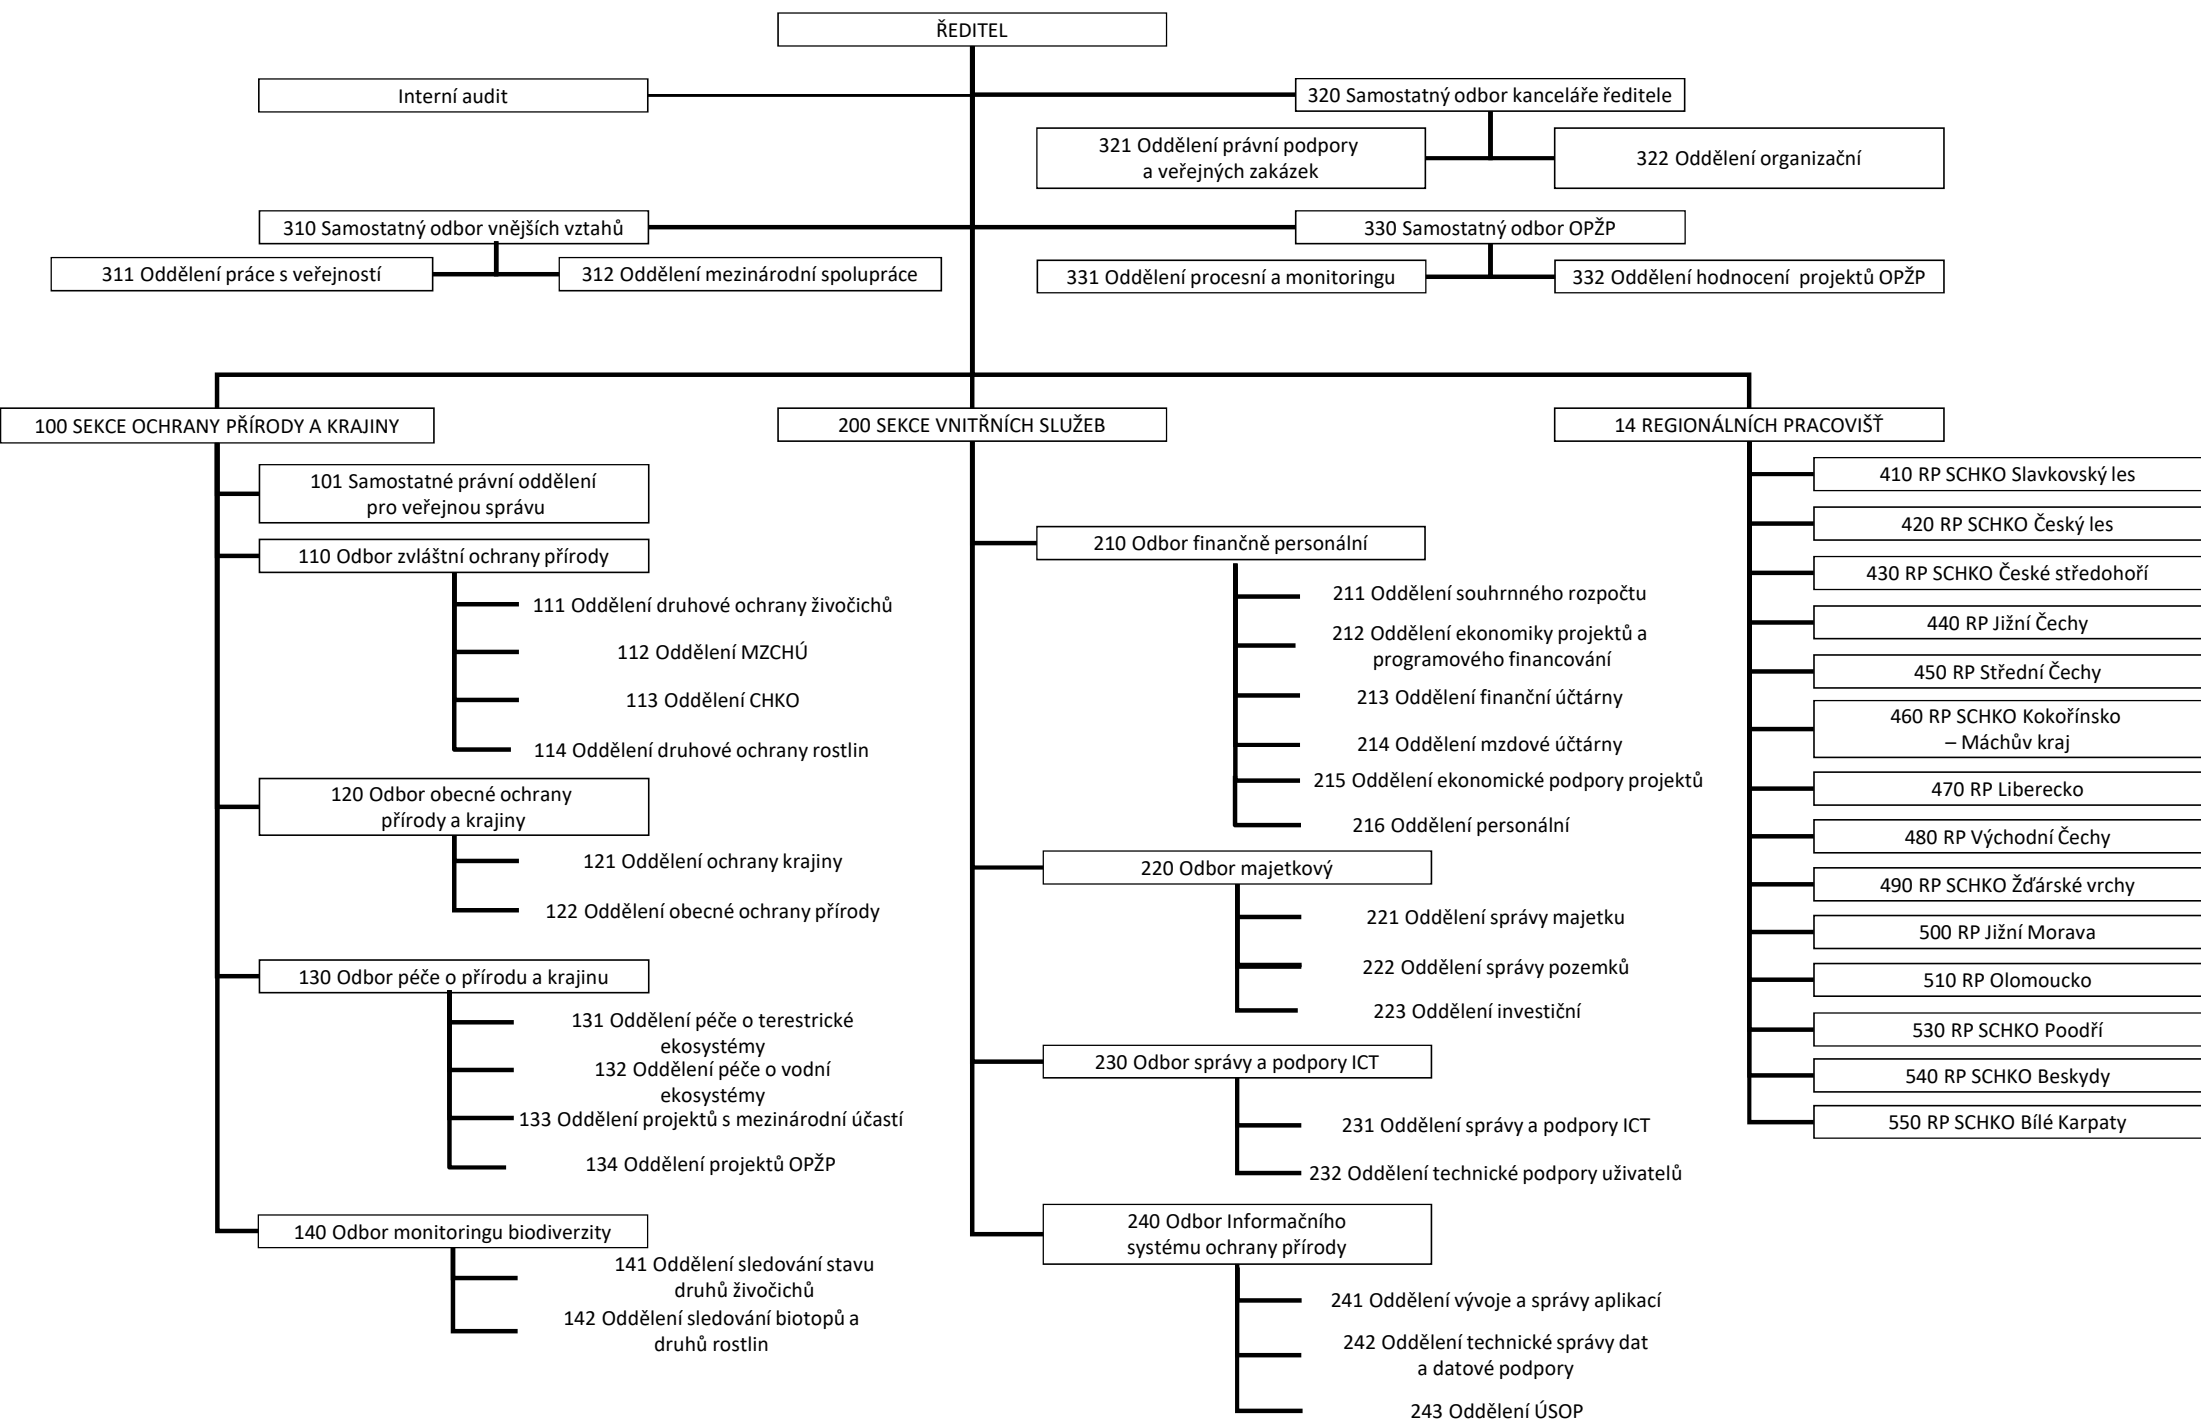 ŘEDITEL
Interní audit
320 Samostatný odbor kanceláře ředitele
321 Oddělení právní podpory
a veřejných zakázek
322 Oddělení organizační
310 Samostatný odbor vnějších vztahů
330 Samostatný odbor OPŽP
311 Oddělení práce s veřejností
312 Oddělení mezinárodní spolupráce
331 Oddělení procesní a monitoringu
332 Oddělení hodnocení  projektů OPŽP
100 SEKCE OCHRANY PŘÍRODY A KRAJINY
101 Samostatné právní oddělení
pro veřejnou správu
110 Odbor zvláštní ochrany přírody
111 Oddělení druhové ochrany živočichů
112 Oddělení MZCHÚ
113 Oddělení CHKO
114 Oddělení druhové ochrany rostlin
120 Odbor obecné ochrany
přírody a krajiny
121 Oddělení ochrany krajiny
122 Oddělení obecné ochrany přírody
130 Odbor péče o přírodu a krajinu
131 Oddělení péče o terestrické
ekosystémy
132 Oddělení péče o vodní
ekosystémy
133 Oddělení projektů s mezinárodní účastí
134 Oddělení projektů OPŽP
140 Odbor monitoringu biodiverzity
141 Oddělení sledování stavu
druhů živočichů
142 Oddělení sledování biotopů a
druhů rostlin
200 SEKCE VNITŘNÍCH SLUŽEB
210 Odbor finančně personální
211 Oddělení souhrnného rozpočtu
212 Oddělení ekonomiky projektů a
programového financování
213 Oddělení finanční účtárny
214 Oddělení mzdové účtárny
215 Oddělení ekonomické podpory projektů
216 Oddělení personální
220 Odbor majetkový
221 Oddělení správy majetku
222 Oddělení správy pozemků
223 Oddělení investiční
230 Odbor správy a podpory ICT
231 Oddělení správy a podpory ICT
232 Oddělení technické podpory uživatelů
240 Odbor Informačního
systému ochrany přírody
241 Oddělení vývoje a správy aplikací
242 Oddělení technické správy dat
a datové podpory
243 Oddělení ÚSOP
14 REGIONÁLNÍCH PRACOVIŠŤ
410 RP SCHKO Slavkovský les
420 RP SCHKO Český les
430 RP SCHKO České středohoří
440 RP Jižní Čechy
450 RP Střední Čechy
460 RP SCHKO Kokořínsko
– Máchův kraj
470 RP Liberecko
480 RP Východní Čechy
490 RP SCHKO Žďárské vrchy
500 RP Jižní Morava
510 RP Olomoucko
530 RP SCHKO Poodří
540 RP SCHKO Beskydy
550 RP SCHKO Bílé Karpaty